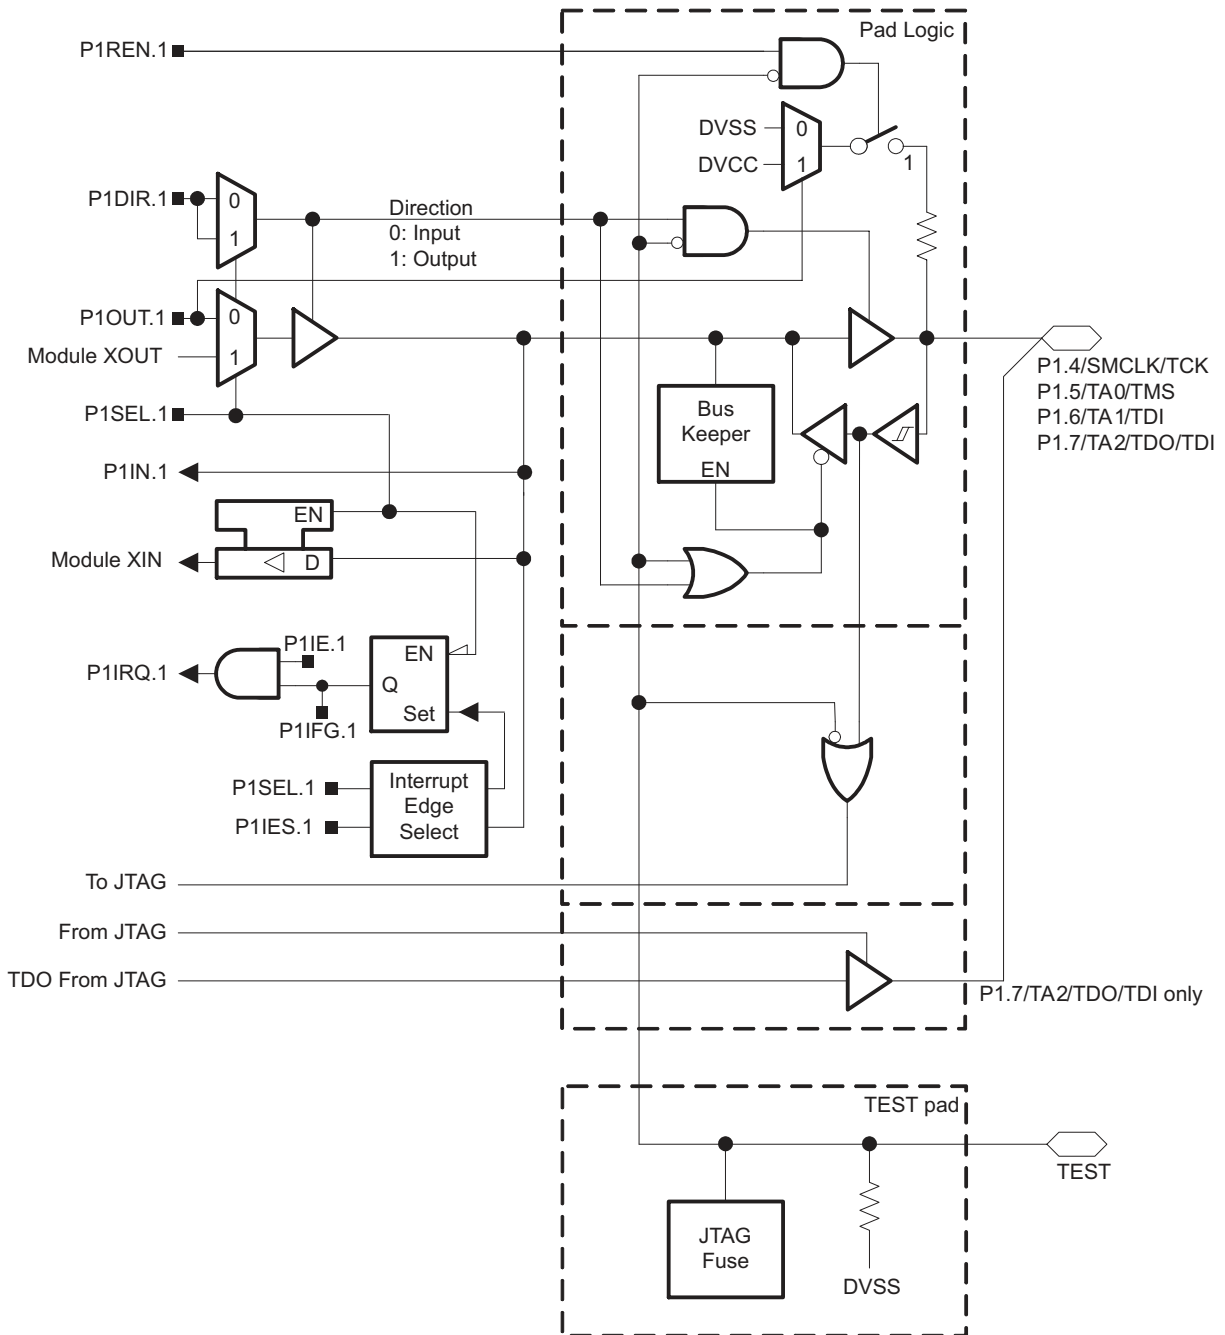 Pad Logic
P1REN.1
DVSS
0
DVCC
1
1
P1DIR.1
0
1
Direction
0: Input
1: Output
P1OUT.1
0
Module XOUT
1
P1SEL.1
P1.4/SMCLK/TCK
P1.5/TA0/TMS
P1.6/TA1/TDI
P1.7/TA2/TDO/TDI
Bus
Keeper
EN
P1IN.1
EN
Module XIN
D
P1IE.1
P1IRQ.1
EN
Q
Set
P1IFG.1
P1SEL.1
P1IES.1
Interrupt
Edge
Select
To JTAG
From JTAG
TDO From JTAG
P1.7/TA2/TDO/TDI only
TEST pad
TEST
JTAG
Fuse
DVSS